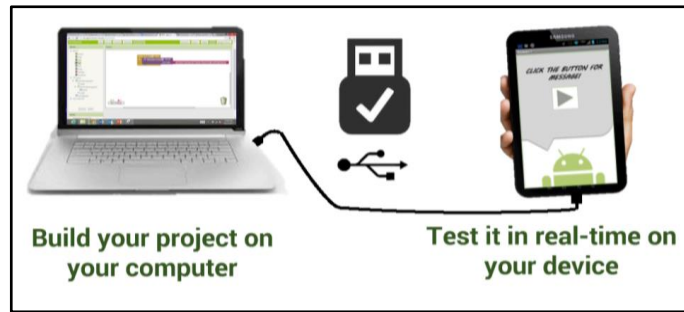 SAMSUNG
CLICK THE BUTTON FOR
MESSAGE!
Build your project on
your computer
Test it in real-time on
your device